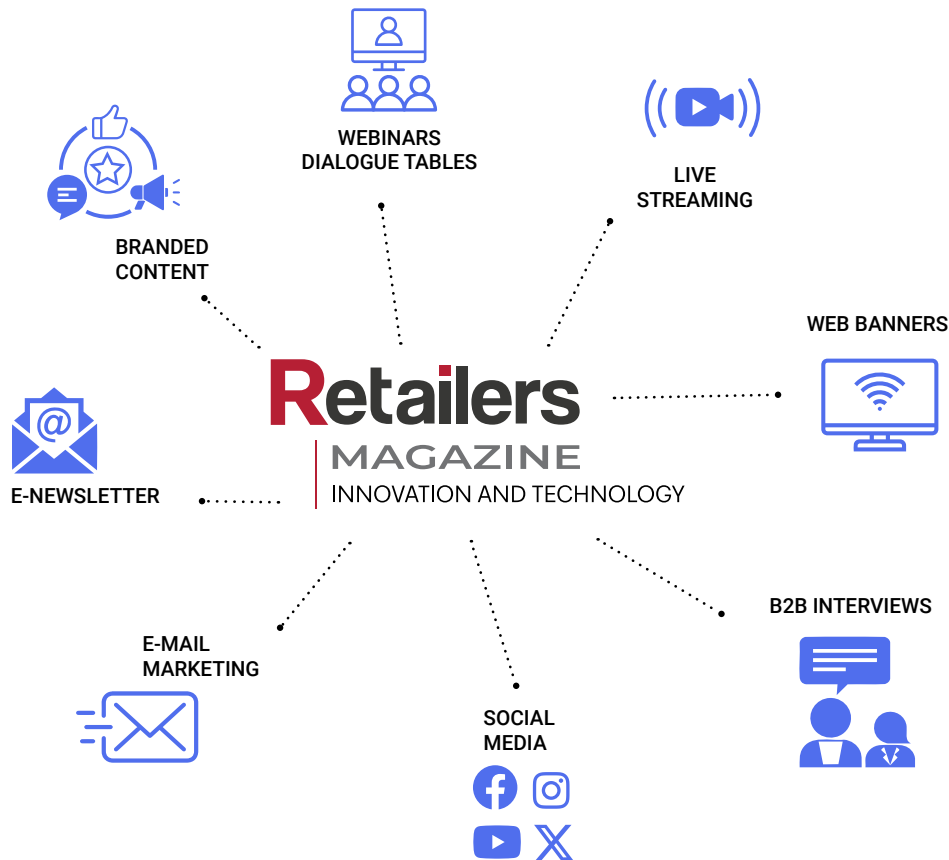 WEBINARS
DIALOGUE TABLES
LIVE
STREAMING
BRANDED
CONTENT
WEB BANNERS
Retailers
MAGAZINE
INNOVATION AND TECHNOLOGY
@
E-NEWSLETTER
B2B INTERVIEWS
E-MAIL
MARKETING
SOCIAL
MEDIA